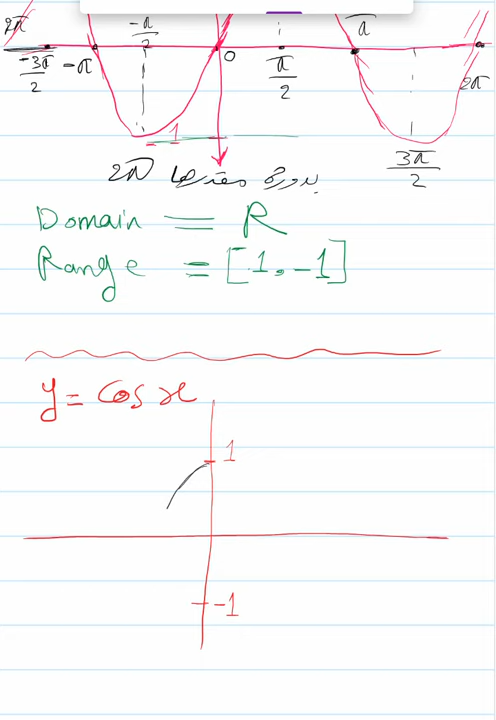 2π -π/2 π
-3π/2 -π 0 π/2 2π
-1 3π/2
بدورة مقدرها 2π
Domain = R
Range = [1, -1]
y = cos x
1
-1